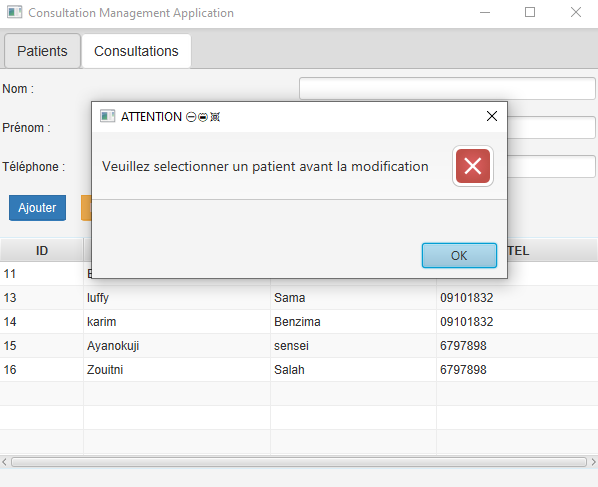 Consultation Management Application
Patients Consultations
Nom :
ATTENTION
Prénom :
Veuillez selectionner un patient avant la modification
Téléphone :
Ajouter
OK
ID TEL
11
13 luffy Sama 09101832
14 karim Benzima 09101832
15 Ayanokuji sensei 6797898
16 Zouitni Salah 6797898